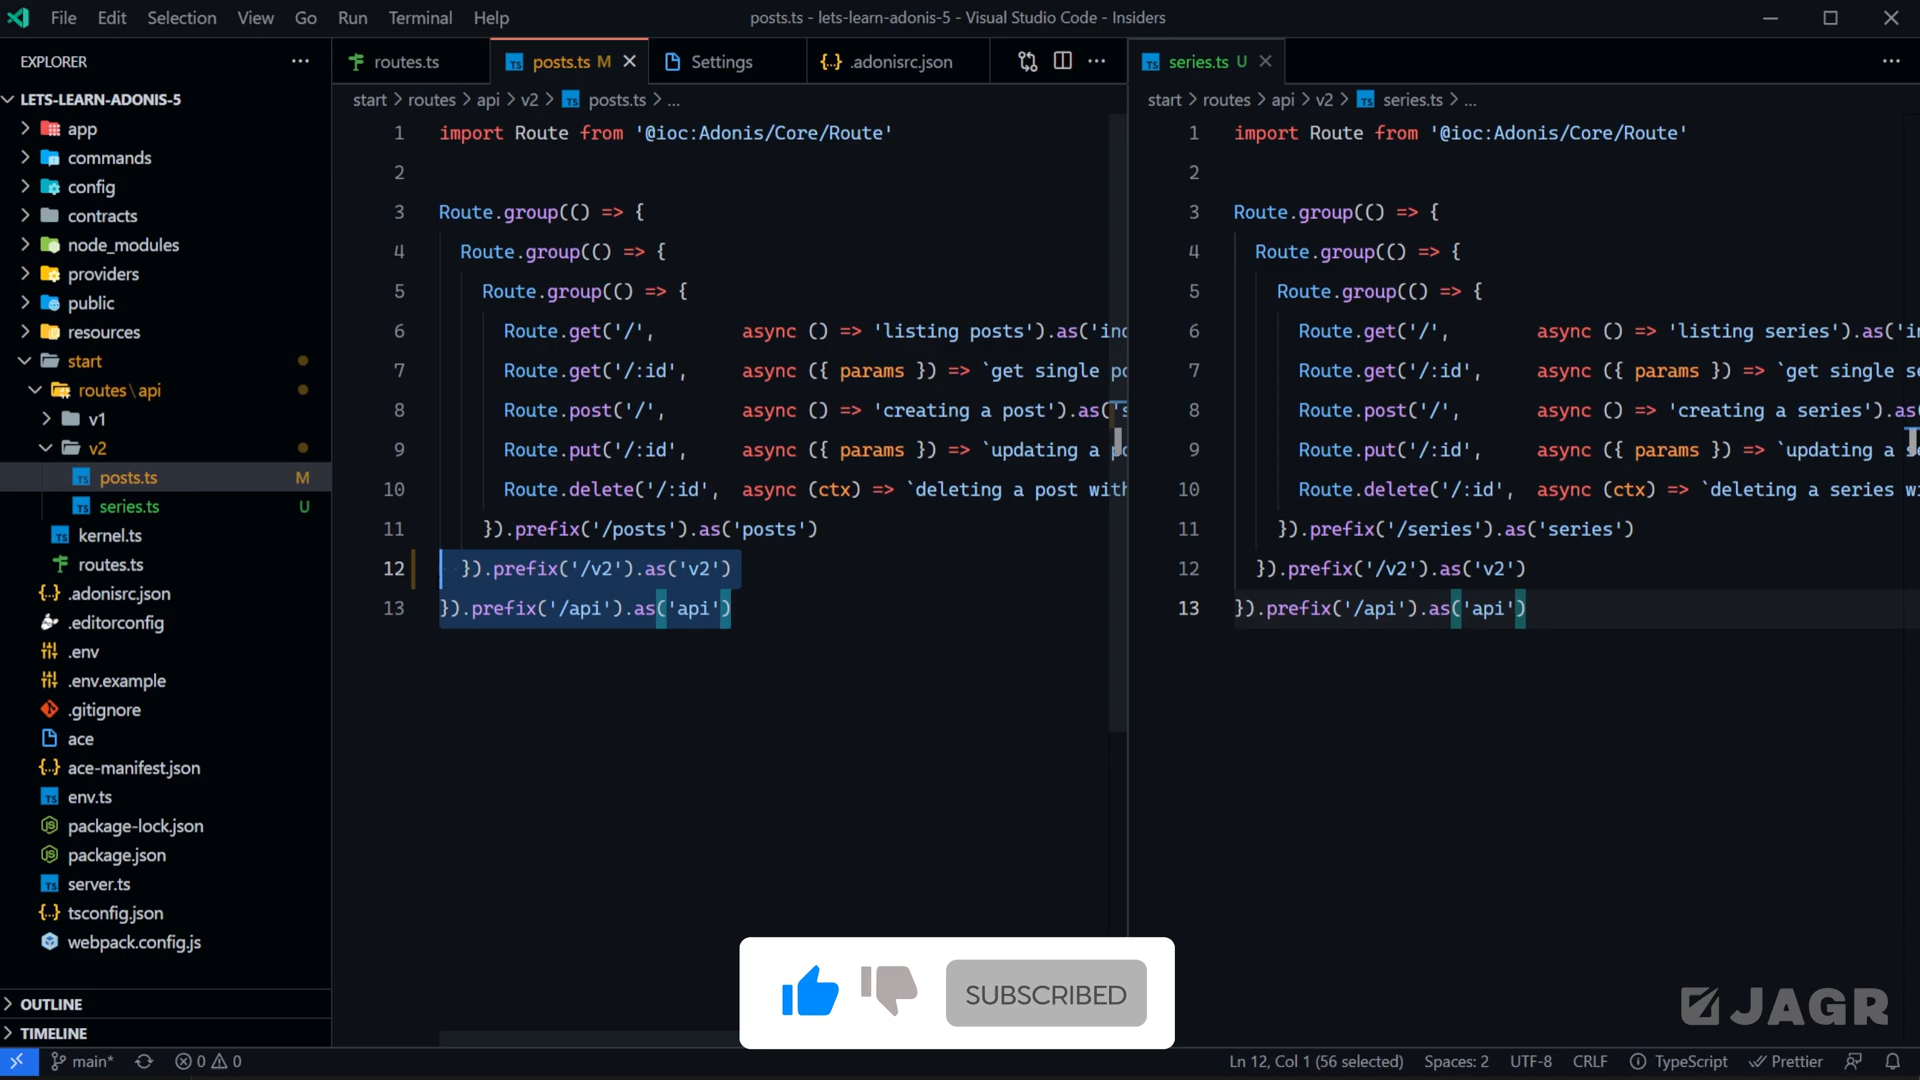 File Edit Selection View Go Run Terminal Help
posts.ts - lets-learn-adonis-5 - Visual Studio Code - Insiders
EXPLORER
LETS-LEARN-ADONIS-5
app
commands
config
contracts
node_modules
providers
public
resources
start
routes\api
v1
v2
posts.ts M
series.ts U
kernel.ts
routes.ts
.adonisrc.json
.editorconfig
.env
.env.example
.gitignore
ace
ace-manifest.json
env.ts
package-lock.json
package.json
server.ts
tsconfig.json
webpack.config.js
OUTLINE
TIMELINE
routes.ts posts.ts M Settings .adonisrc.json
start > routes > api > v2 > posts.ts > ...
1 import Route from '@ioc:Adonis/Core/Route'
2
3 Route.group(() => {
4 Route.group(() => {
5 Route.group(() => {
6 Route.get('/', async () => 'listing posts').as('in
7 Route.get('/:id', async ({ params }) => `get single po
8 Route.post('/', async () => 'creating a post').as('s
9 Route.put('/:id', async ({ params }) => `updating a po
10 Route.delete('/:id', async (ctx) => `deleting a post wit
11 }).prefix('/posts').as('posts')
12 }).prefix('/v2').as('v2')
13 }).prefix('/api').as('api')
series.ts U
start > routes > api > v2 > series.ts > ...
1 import Route from '@ioc:Adonis/Core/Route'
2
3 Route.group(() => {
4 Route.group(() => {
5 Route.group(() => {
6 Route.get('/', async () => 'listing series').as('i
7 Route.get('/:id', async ({ params }) => `get single s
8 Route.post('/', async () => 'creating a series').as
9 Route.put('/:id', async ({ params }) => `updating a s
10 Route.delete('/:id', async (ctx) => `deleting a series w
11 }).prefix('/series').as('series')
12 }).prefix('/v2').as('v2')
13 }).prefix('/api').as('api')
SUBSCRIBED
JAGR
main* 0 0 Ln 12, Col 1 (56 selected) Spaces: 2 UTF-8 CRLF TypeScript Prettier